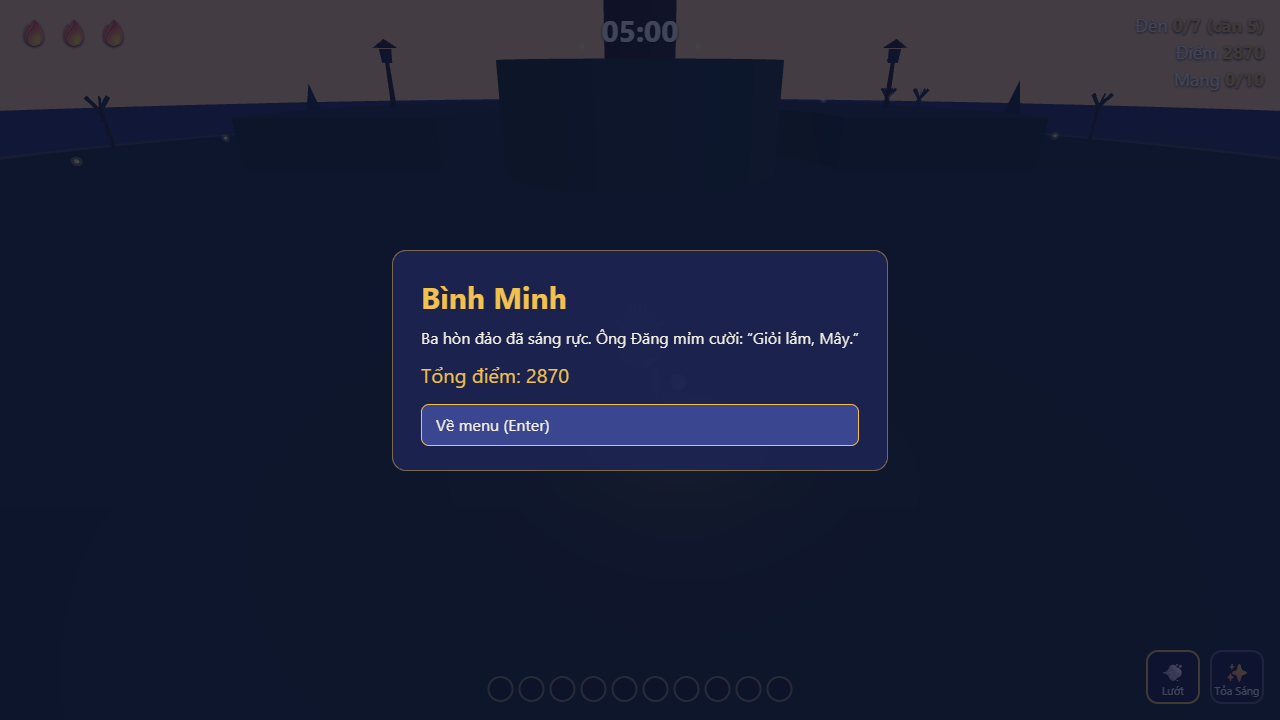 05:00
Đèn 0/7 (cần 5)
Điểm 2870
Mang 0/10
Bình Minh
Ba hòn đảo đã sáng rực. Ông Đăng mỉm cười: “Giỏi lắm, Mây.”
Tổng điểm: 2870
Về menu (Enter)
Lướt
Tỏa Sáng